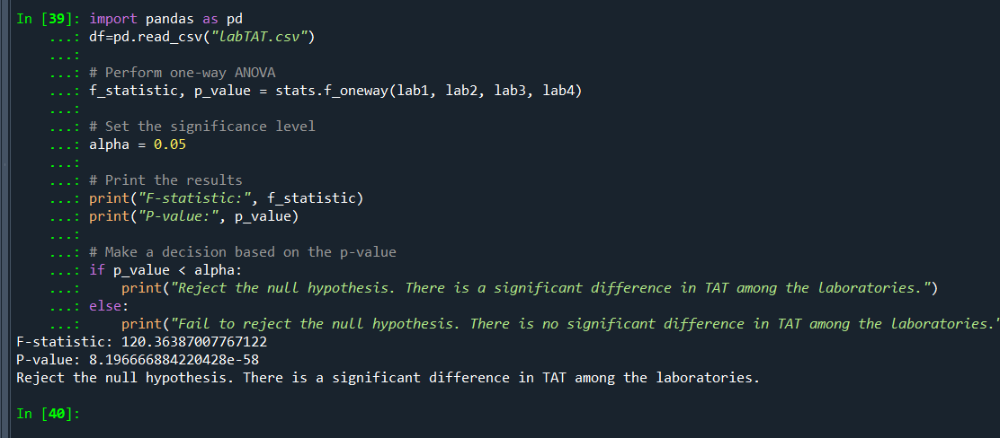 In [39]: import pandas as pd
    ...: df=pd.read_csv("labTAT.csv")
    ...:
    ...: # Perform one-way ANOVA
    ...: f_statistic, p_value = stats.f_oneway(lab1, lab2, lab3, lab4)
    ...:
    ...: # Set the significance level
    ...: alpha = 0.05
    ...:
    ...: # Print the results
    ...: print("F-statistic:", f_statistic)
    ...: print("P-value:", p_value)
    ...:
    ...: # Make a decision based on the p-value
    ...: if p_value < alpha:
    ...:     print("Reject the null hypothesis. There is a significant difference in TAT among the laboratories.")
    ...: else:
    ...:     print("Fail to reject the null hypothesis. There is no significant difference in TAT among the laboratories."
F-statistic: 120.36387007767122
P-value: 8.196666884220428e-58
Reject the null hypothesis. There is a significant difference in TAT among the laboratories.
In [40]: